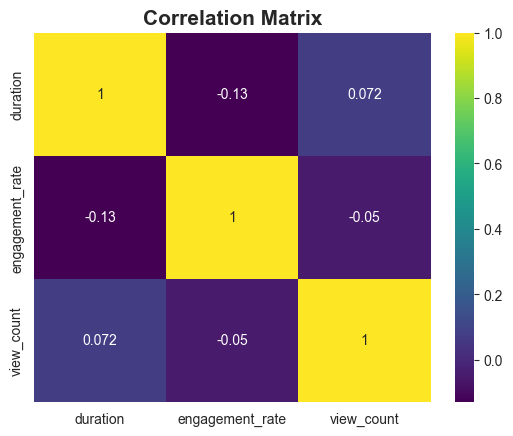 Correlation Matrix
duration
engagement_rate
view_count
1
-0.13
0.072
-0.13
1
-0.05
0.072
-0.05
1
duration
engagement_rate
view_count
1.0
0.8
0.6
0.4
0.2
0.0